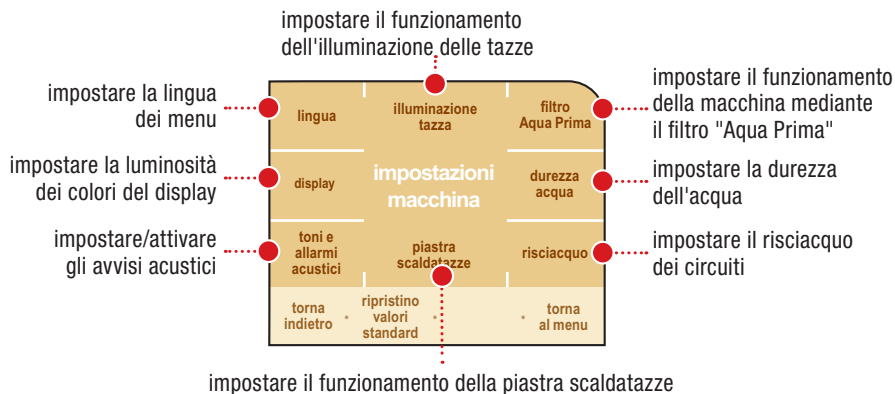 impostare il funzionamento
dell'illuminazione delle tazze
impostare la lingua
dei menu
impostare la luminosità
dei colori del display
impostare/attivare
gli avvisi acustici
lingua
illuminazione
tazza
filtro
Aqua Prima
display
impostazioni
macchina
durezza
acqua
toni e
allarmi
acustici
piastra
scaldatazze
risciacquo
torna
indietro
ripristino
valori
standard
torna
al menu
impostare il funzionamento
della macchina mediante
il filtro "Aqua Prima"
impostare la durezza
dell'acqua
impostare il risciacquo
dei circuiti
impostare il funzionamento della piastra scaldatazze